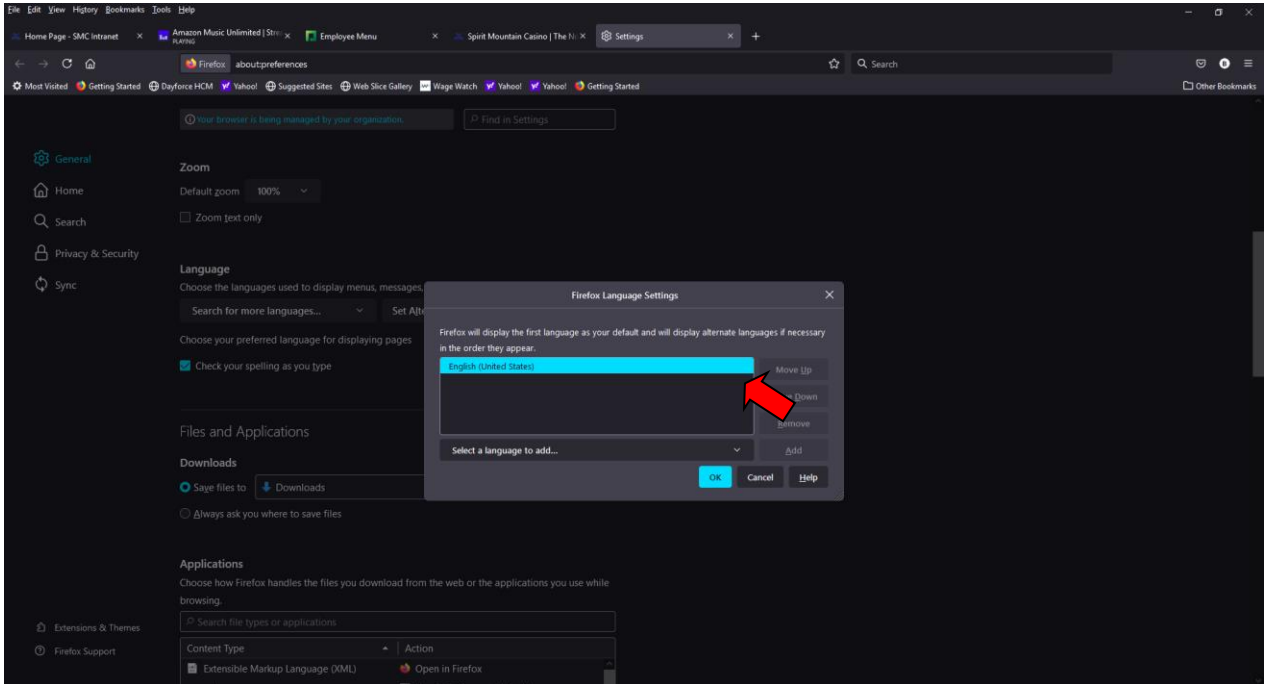 File Edit View History Bookmarks Tools Help
Home Page - SMC Intranet
Amazon Music Unlimited | Stre
PLAYING
Employee Menu
Spirit Mountain Casino | The N
Settings
Firefox about:preferences
Search
Most Visited Getting Started Dayforce HCM Yahoo! Suggested Sites Web Slice Gallery Wage Watch Yahoo! Yahoo! Getting Started Other Bookmarks
Your browser is being managed by your organization.
Find in Settings
General
Home
Search
Privacy & Security
Sync
Extensions & Themes
Firefox Support
Zoom
Default zoom 100%
Zoom text only
Language
Choose the languages used to display menus, messages,
Search for more languages... Set Alte
Choose your preferred language for displaying pages
Check your spelling as you type
Files and Applications
Downloads
Save files to Downloads
Always ask you where to save files
Applications
Choose how Firefox handles the files you download from the web or the applications you use while
browsing.
Search file types or applications
Content Type Action
Extensible Markup Language (XML) Open in Firefox
Firefox Language Settings
Firefox will display the first language as your default and will display alternate languages if necessary
in the order they appear.
English (United States)
Move Up
Down
Remove
Select a language to add... Add
OK Cancel Help